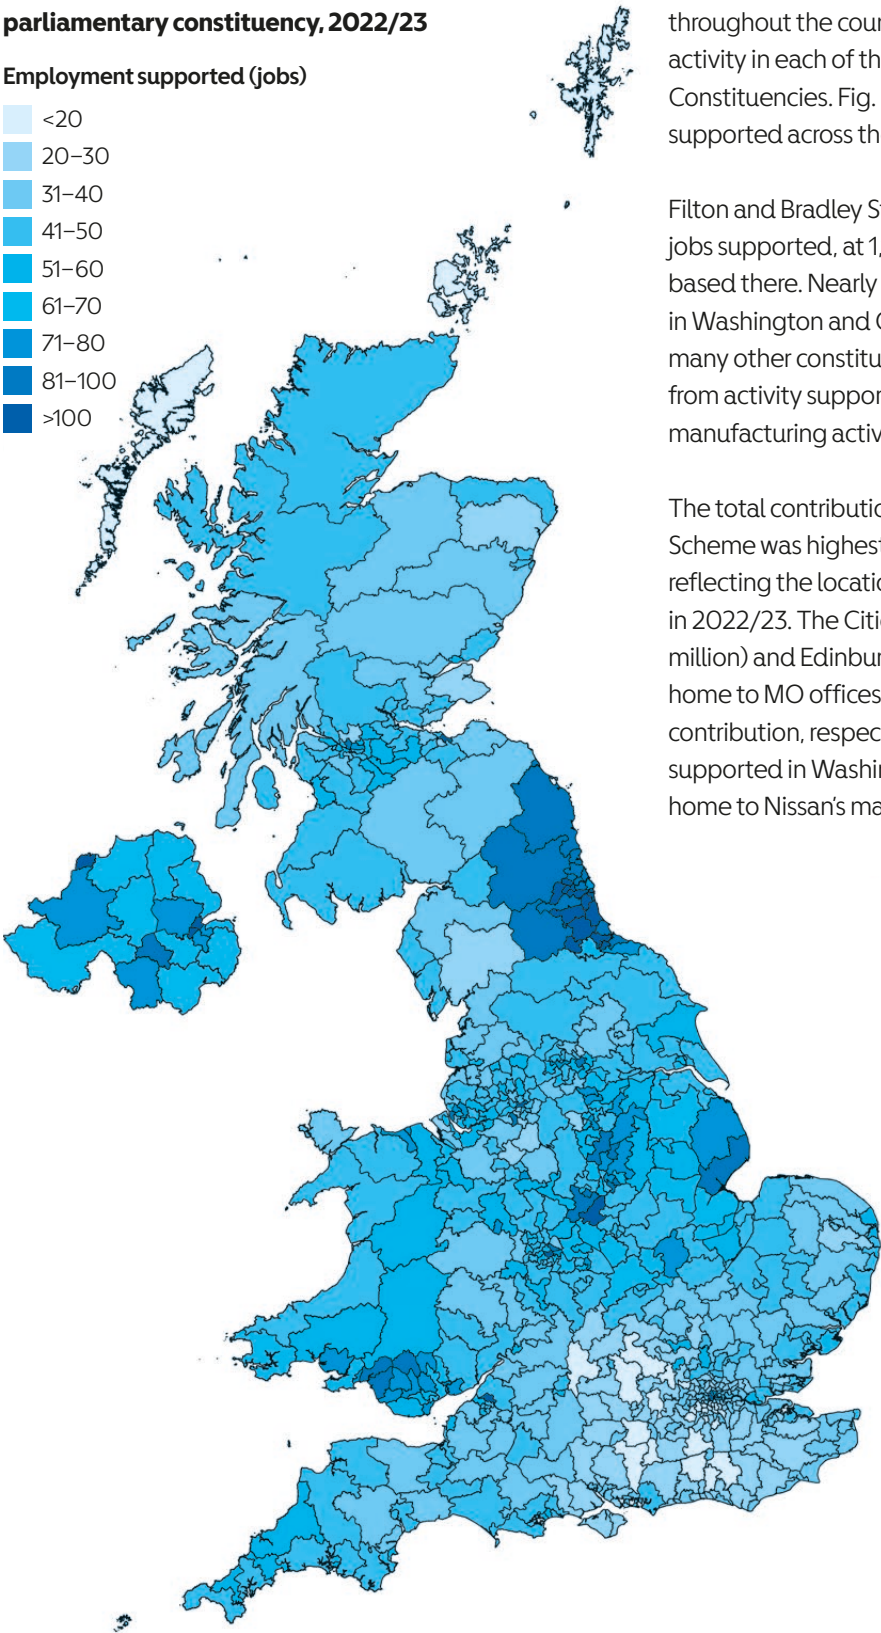 parliamentary constituency, 2022/23
Employment supported (jobs)
<20
20–30
31–40
41–50
51–60
61–70
71–80
81–100
>100
throughout the cour
activity in each of th
Constituencies. Fig.
supported across th
Filton and Bradley S
jobs supported, at 1,
based there. Nearly
in Washington and
many other constitu
from activity suppor
manufacturing activ
The total contributio
Scheme was highest
reflecting the locatio
in 2022/23. The Citi
million) and Edinbur
home to MO offices
contribution, respec
supported in Washi
home to Nissan's ma